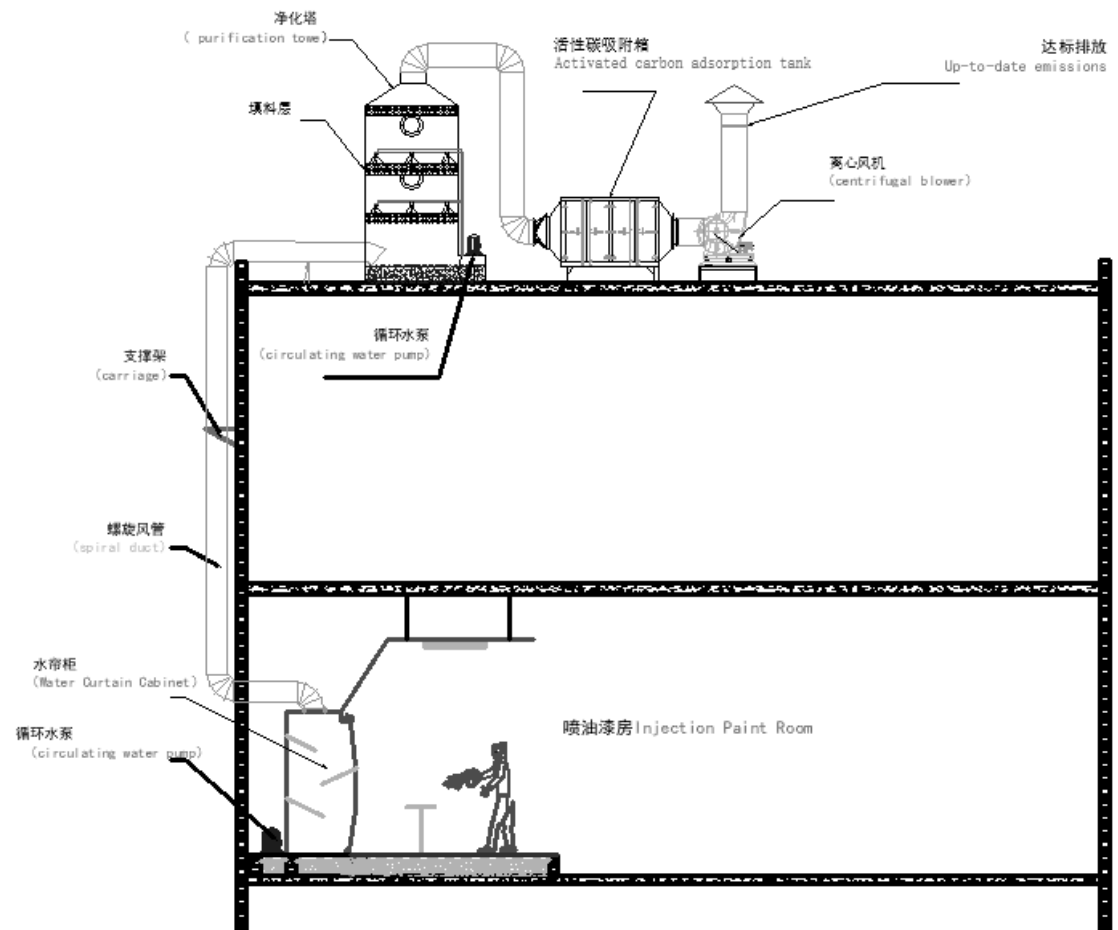 净化塔
( purification towe)
活性碳吸附箱
Activated carbon adsorption tank
达标排放
Up-to-date emissions
填料层
离心风机
(centrifugal blower)
循环水泵
(circulating water pump)
支撑架
(carriage)
螺旋风管
(spiral duct)
水帘柜
(Water Curtain Cabinet)
循环水泵
(circulating water pump)
喷油漆房Injection Paint Room